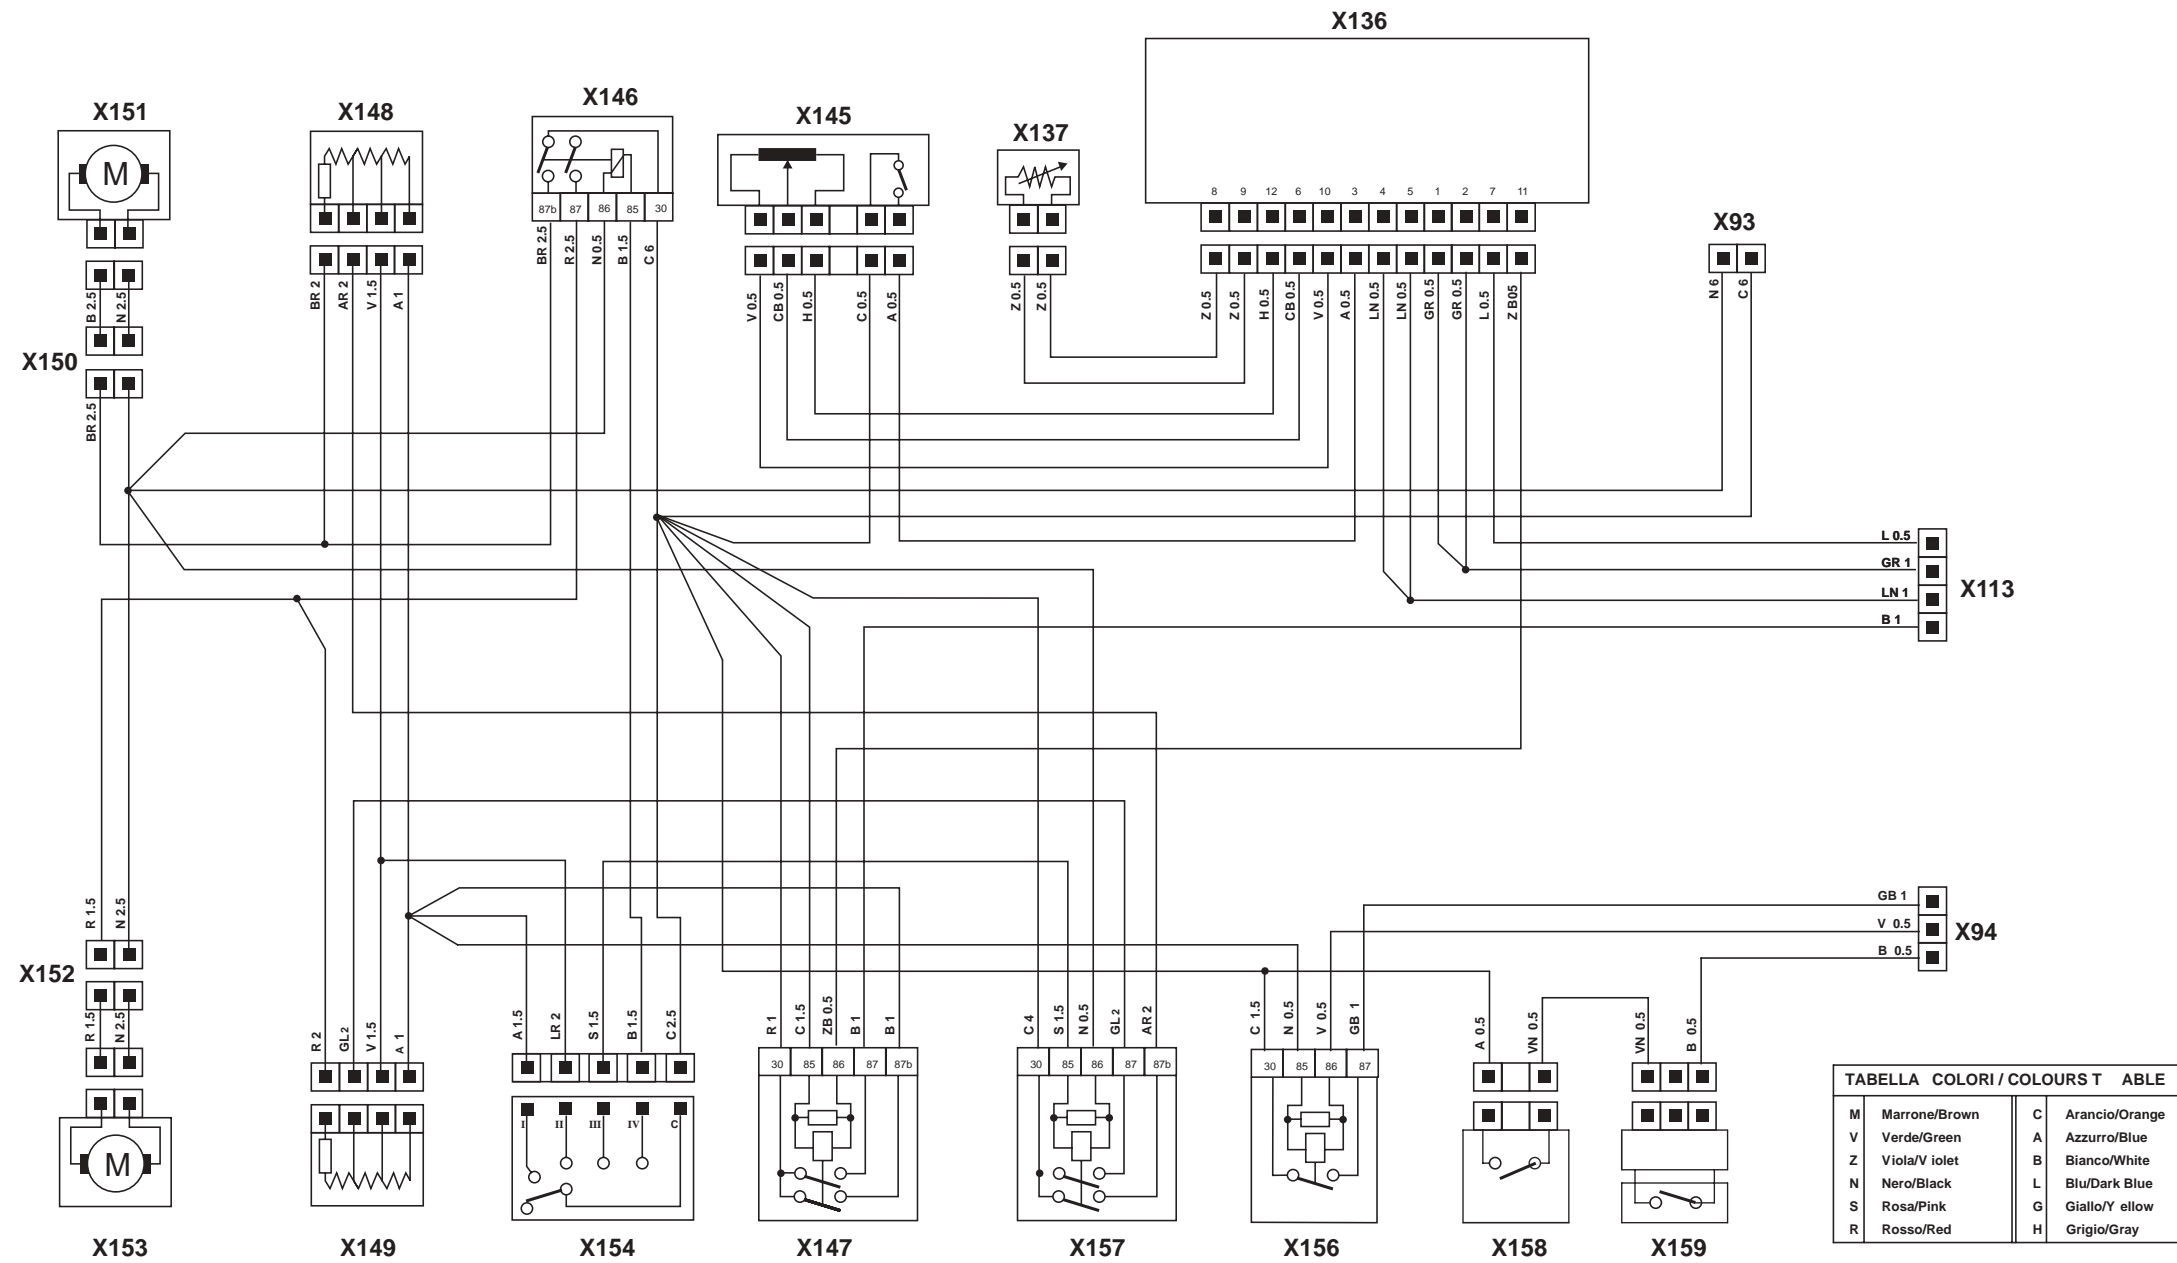 X136
X151
X148
X146
X145
X137
X93
M
87b 87 86 85 30
8 9 12 6 10 3 4 5 1 2 7 11
BR 2.5 R 2.5 N 0.5 B 1.5 C 6
BR 2 AR 2 V 1.5 A 1
V 0.5 CB 0.5 H 0.5 C 0.5 A 0.5
Z 0.5 Z 0.5
Z 0.5 Z 0.5 H 0.5 CB 0.5 V 0.5 A 0.5 LN 0.5 LN 0.5 GR 0.5 GR 0.5 L 0.5 Z B05
N 6 C 6
B 2.5 N 2.5
X150
BR 2.5
L 0.5
GR 1
LN 1
B 1
X113
GB 1
V 0.5
B 0.5
X94
R 1.5 N 2.5
X152
R 1.5 N 2.5
R 2 GL 2 V 1.5 A 1
A 1.5 LR 2 S 1.5 B 1.5 C 2.5
R 1 C 1.5 ZB 0.5 B 1 B 1
C 4 S 1.5 N 0.5 GL 2 AR 2
C 1.5 N 0.5 V 0.5 GB 1
A 0.5 VN 0.5
VN 0.5 B 0.5
30 85 86 87 87b
30 85 86 87 87b
30 85 86 87
I II III IV C
M
X153
X149
X154
X147
X157
X156
X158
X159
TABELLA COLORI / COLOURS T ABLE
M Marrone/Brown C Arancio/Orange
V Verde/Green A Azzurro/Blue
Z Viola/V iolet B Bianco/White
N Nero/Black L Blu/Dark Blue
S Rosa/Pink G Giallo/Y ellow
R Rosso/Red H Grigio/Gray